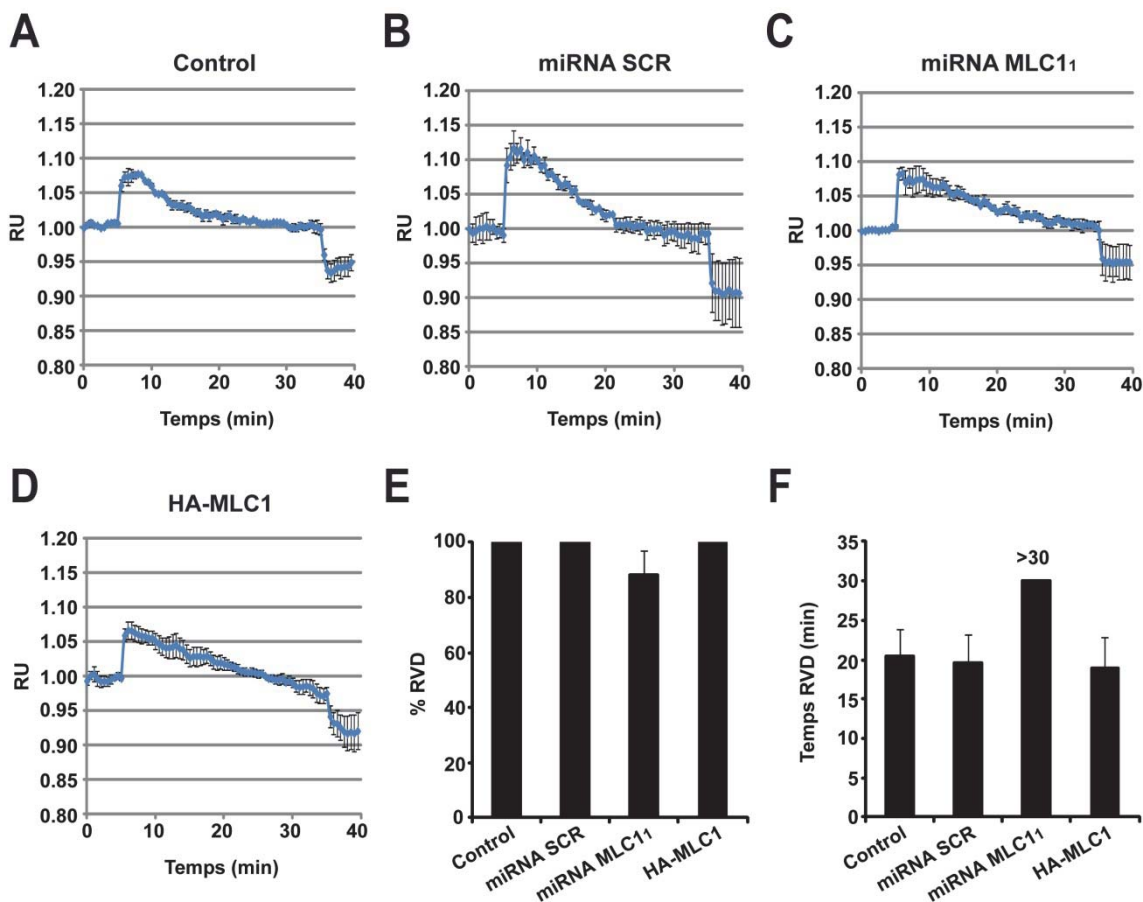 A
B
C
Control
miRNA SCR
miRNA MLC1₁
1.20
1.15
1.10
1.05
1.00
0.95
0.90
0.85
0.80
RU
0 10 20 30 40
Temps (min)
1.20
1.15
1.10
1.05
1.00
0.95
0.90
0.85
0.80
RU
0 10 20 30 40
Temps (min)
1.20
1.15
1.10
1.05
1.00
0.95
0.90
0.85
0.80
RU
0 10 20 30 40
Temps (min)
D
E
F
HA-MLC1
1.20
1.15
1.10
1.05
1.00
0.95
0.90
0.85
0.80
RU
0 10 20 30 40
Temps (min)
100
80
60
40
20
0
% RVD
Control
miRNA SCR
miRNA MLC1₁
HA-MLC1
35
30
25
20
15
10
5
0
Temps RVD (min)
>30
Control
miRNA SCR
miRNA MLC1₁
HA-MLC1